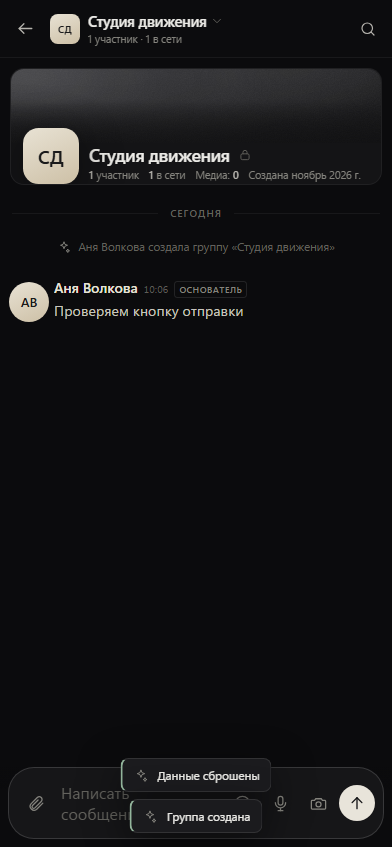 СД
Студия движения
1 участник · 1 в сети
СД
Студия движения
1 участник 1 в сети Медиа: 0 Создана ноябрь 2026 г.
СЕГОДНЯ
Аня Волкова создала группу «Студия движения»
АВ
Аня Волкова 10:06 ОСНОВАТЕЛЬ
Проверяем кнопку отправки
Данные сброшены
Написать
Группа создана